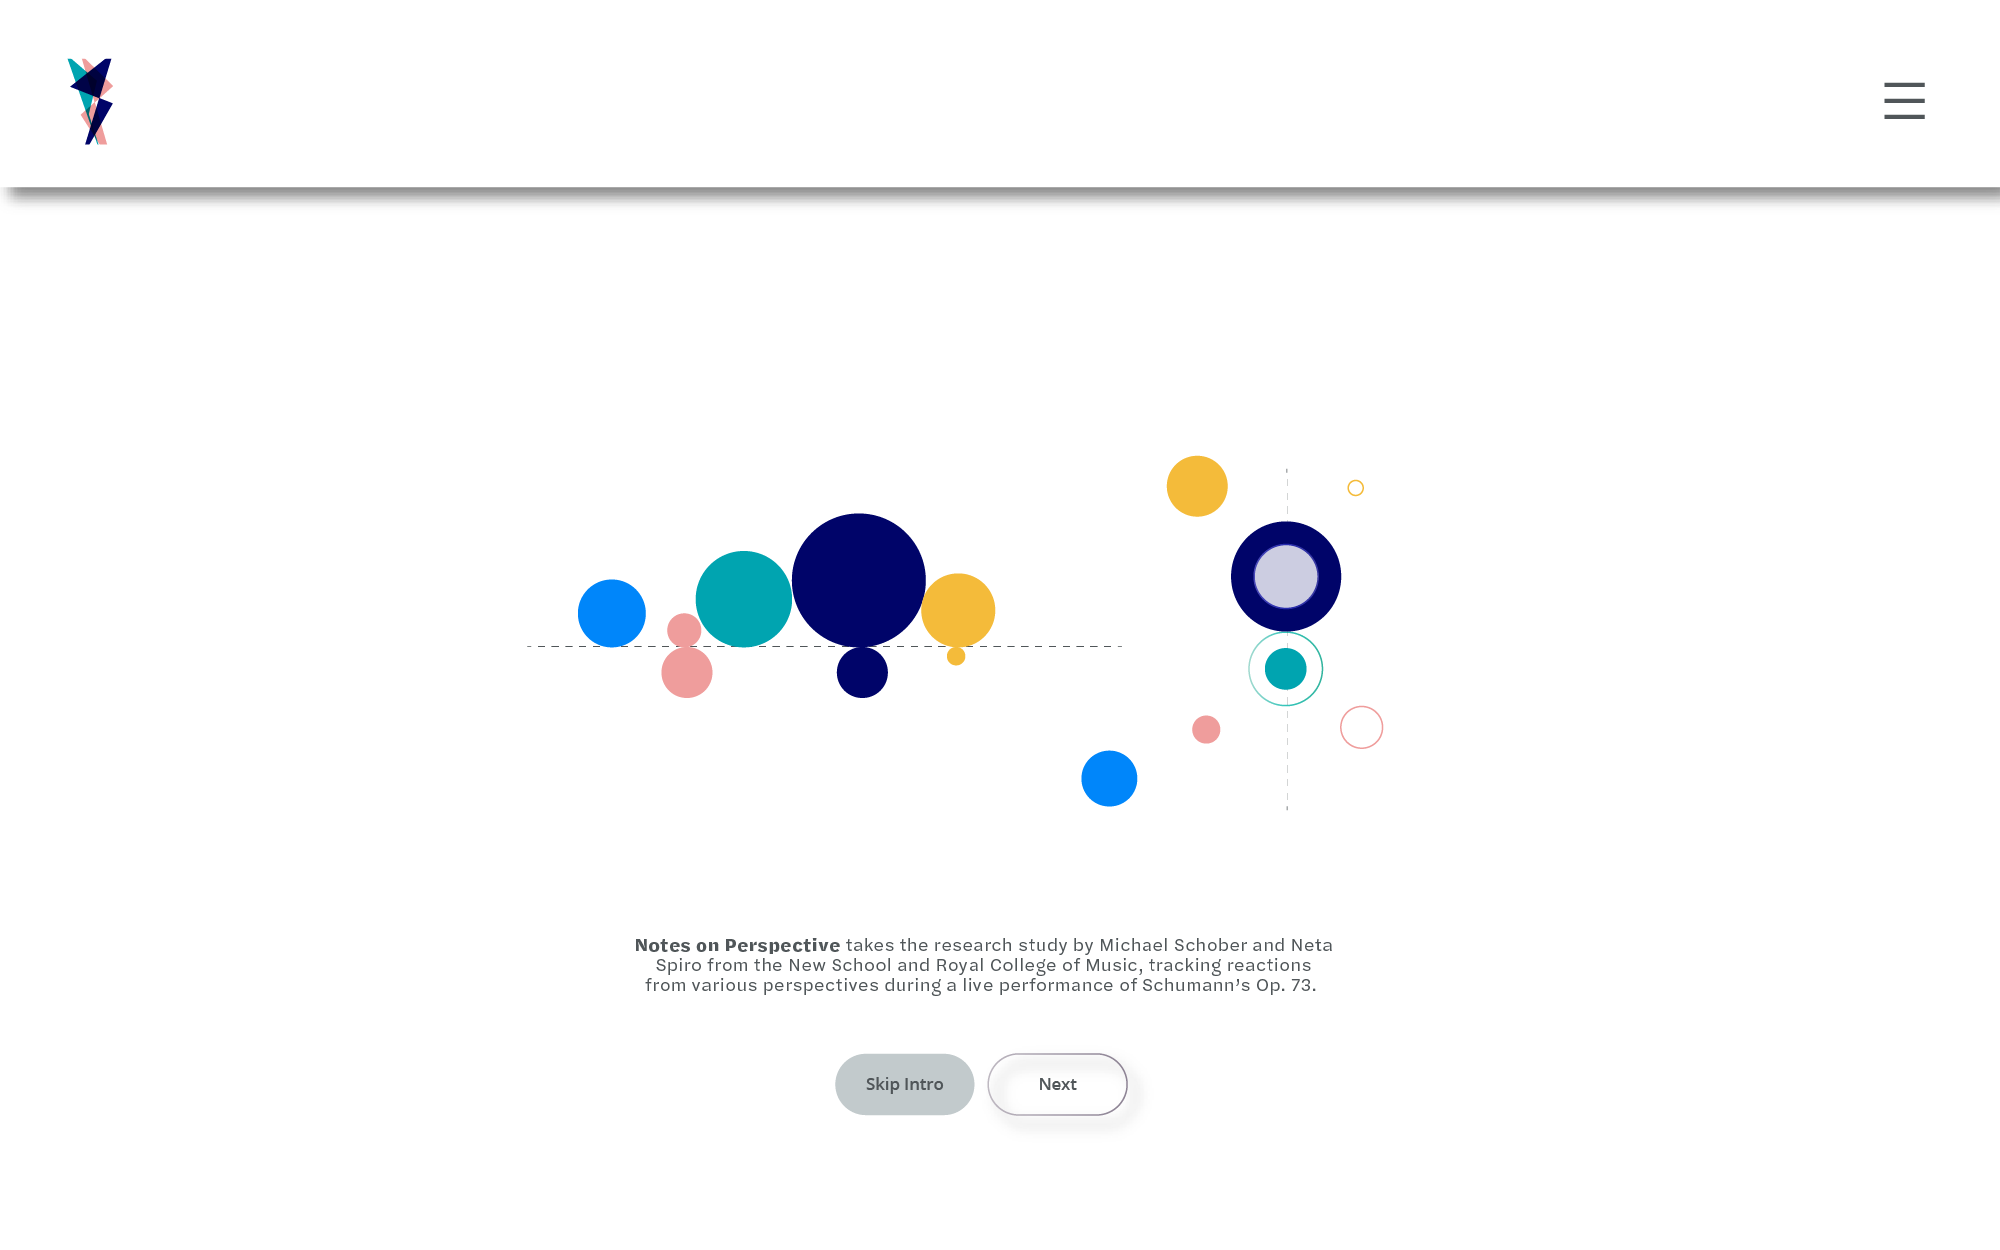 Notes on Perspective takes the research study by Michael Schober and Neta
Spiro from the New School and Royal College of Music, tracking reactions
from various perspectives during a live performance of Schumann’s Op. 73.
Skip Intro
Next